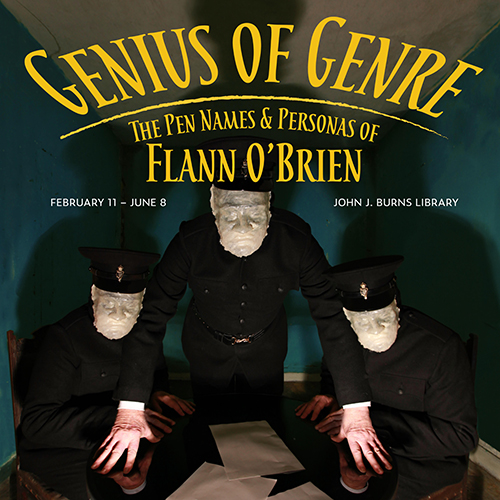 GENIUS OF GENRE
THE PEN NAMES & PERSONAS OF
FLANN O'BRIEN
FEBRUARY 11 – JUNE 8
JOHN J. BURNS LIBRARY